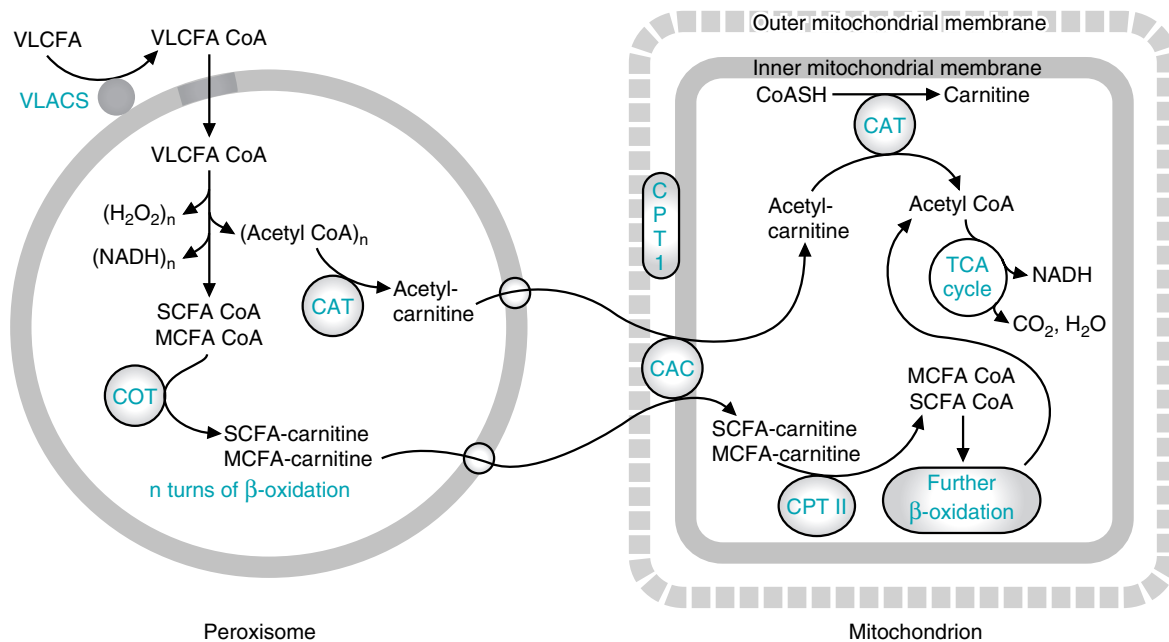 VLCFA
VLCFA CoA
VLACS
VLCFA CoA
(H₂O₂)ₙ
(NADH)ₙ
(Acetyl CoA)ₙ
CAT
Acetyl-
carnitine
SCFA CoA
MCFA CoA
COT
SCFA-carnitine
MCFA-carnitine
n turns of β-oxidation
Peroxisome
Outer mitochondrial membrane
Inner mitochondrial membrane
CoASH
Carnitine
CAT
C
P
T
1
Acetyl-
carnitine
Acetyl CoA
TCA
cycle
NADH
CO₂, H₂O
CAC
MCFA CoA
SCFA CoA
SCFA-carnitine
MCFA-carnitine
CPT II
Further
β-oxidation
Mitochondrion